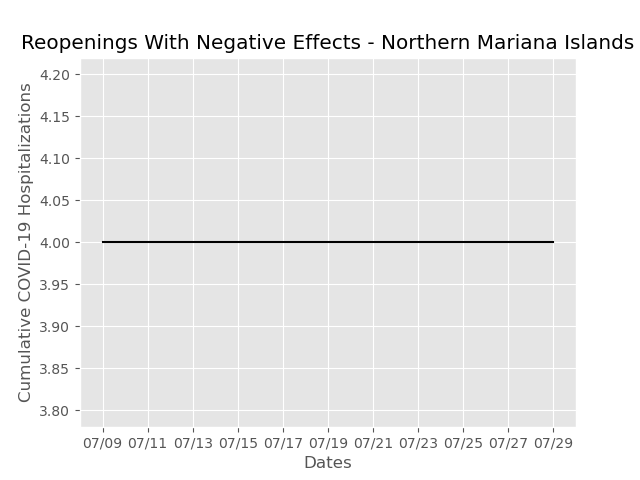 Reopenings With Negative Effects - Northern Mariana Islands
Cumulative COVID-19 Hospitalizations
4.20
4.15
4.10
4.05
4.00
3.95
3.90
3.85
3.80
07/09 07/11 07/13 07/15 07/17 07/19 07/21 07/23 07/25 07/27 07/29
Dates